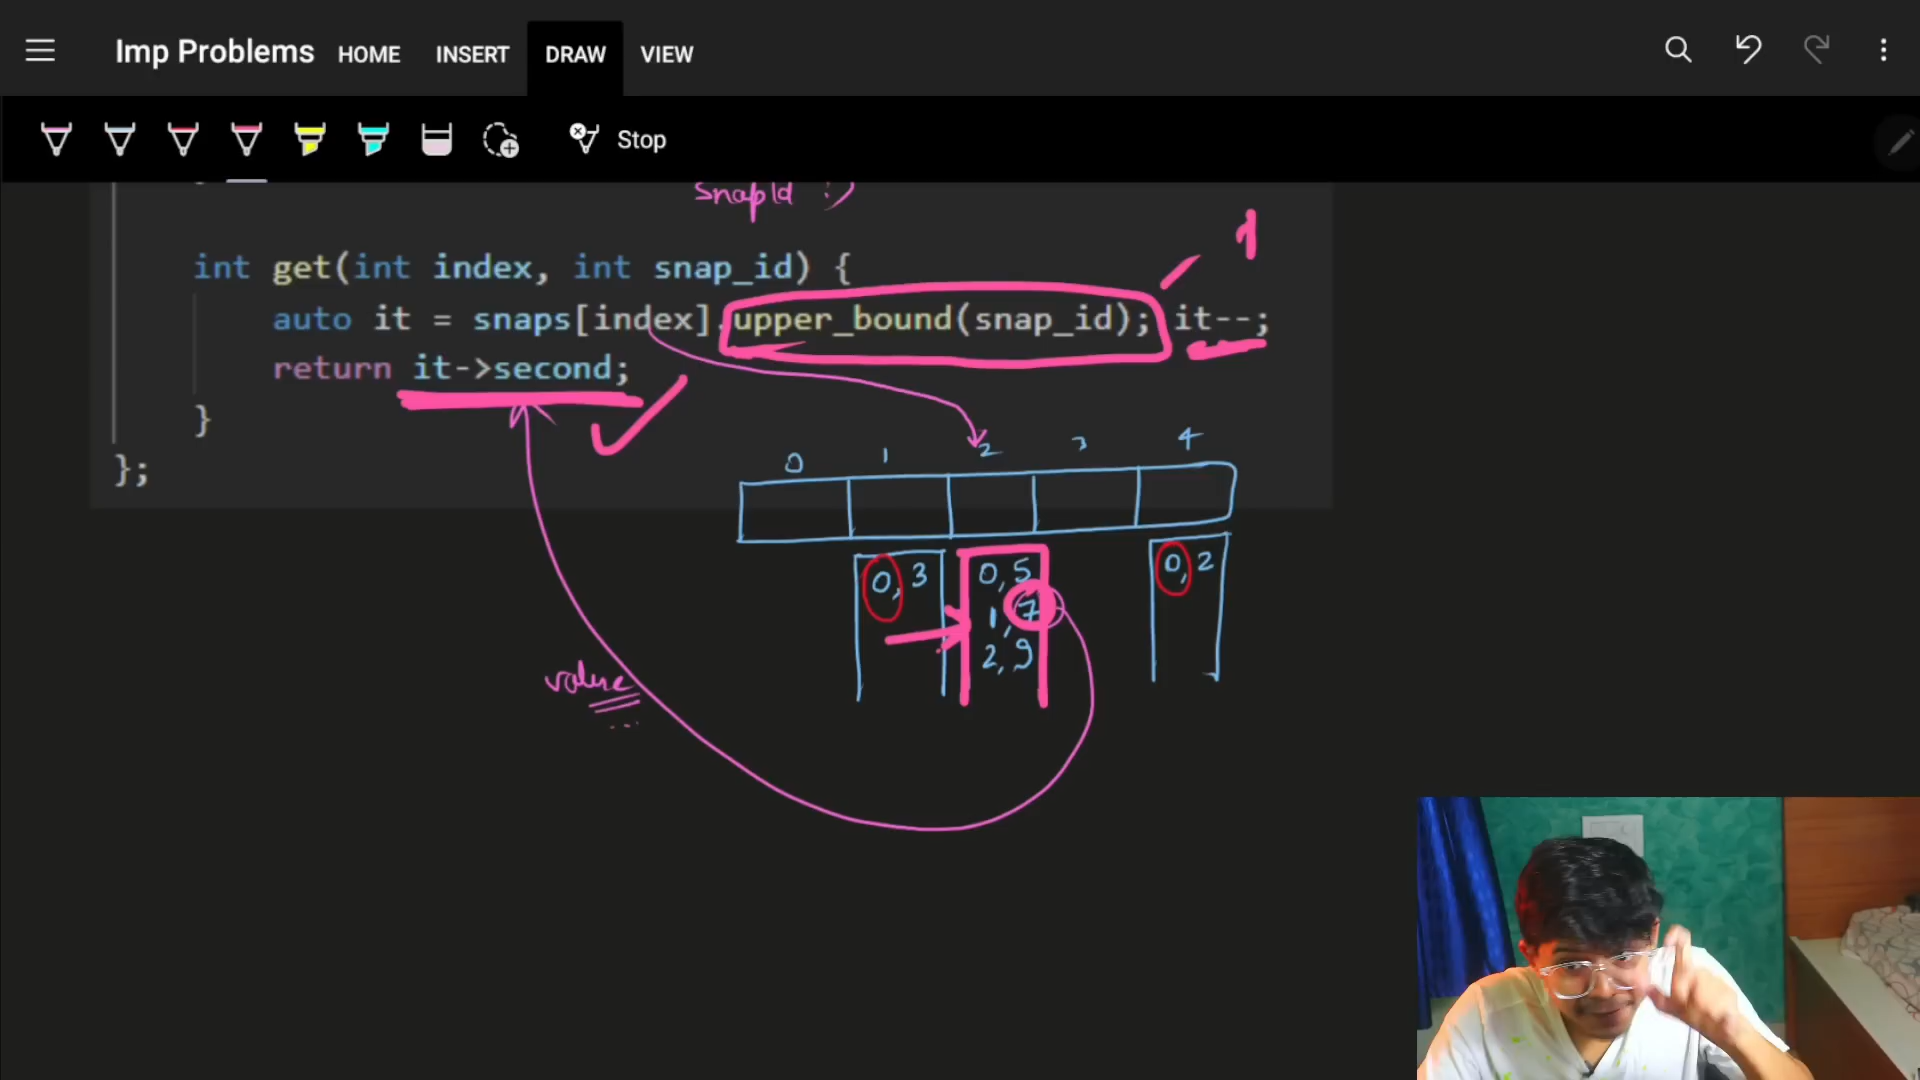 Imp Problems HOME INSERT DRAW VIEW
Stop
SnapId :)
1
int get(int index, int snap_id) {
auto it = snaps[index].upper_bound(snap_id); it--;
return it->second;
}
};
0 1 2 3 4
0, 3 0, 5 0, 2
1, 7
2, 9
value